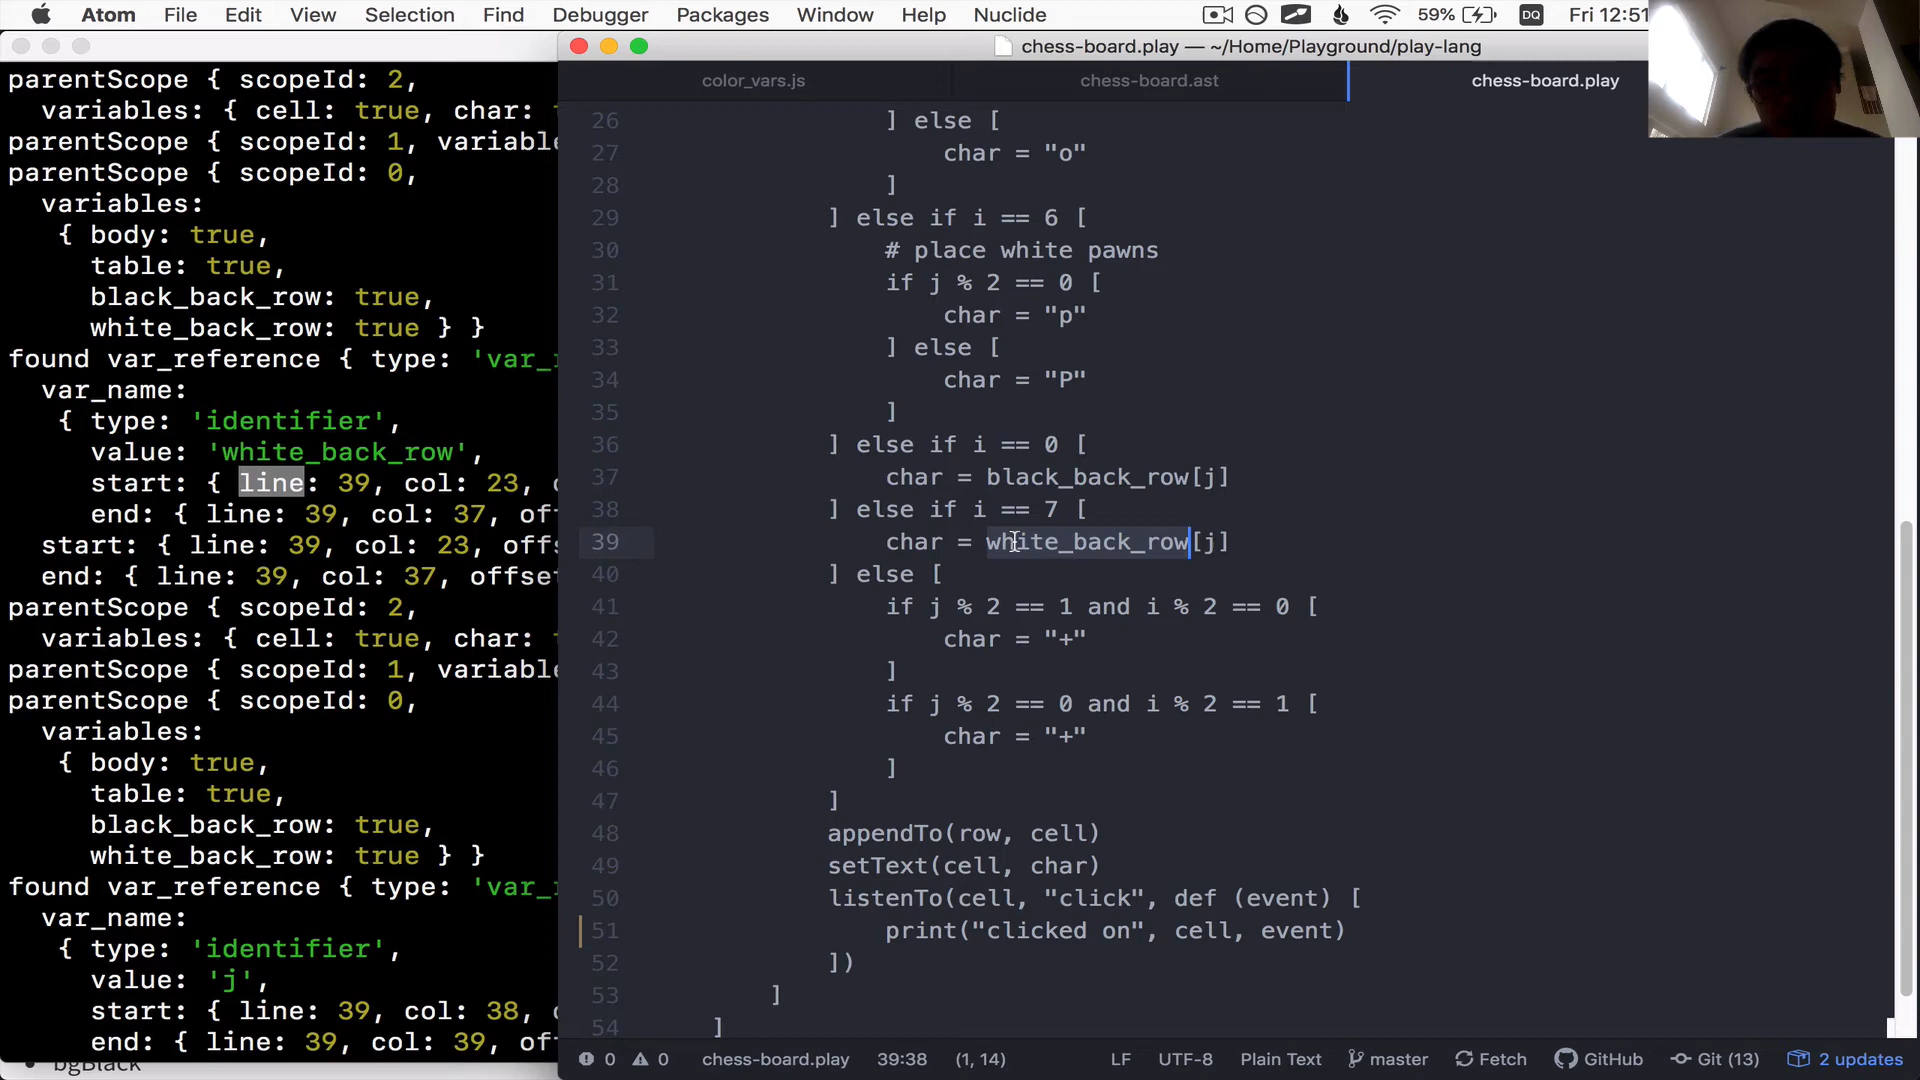 Atom File Edit View Selection Find Debugger Packages Window Help Nuclide 59% DQ Fri 12:51
chess-board.play — ~/Home/Playground/play-lang
color_vars.js chess-board.ast chess-board.play
parentScope { scopeId: 2,
variables: { cell: true, char:
parentScope { scopeId: 1,
parentScope { scopeId: 0,
variables:
{ body: true,
table: true,
black_back_row: true,
white_back_row: true } }
found var_reference { type:
var_name:
{ type: 'identifier',
value: 'white_back_row',
start: { line: 39, col: 23,
end: { line: 39, col: 37,
start: { line: 39, col: 23,
end: { line: 39, col: 37,
parentScope { scopeId: 2,
variables: { cell: true, char:
parentScope { scopeId: 1,
parentScope { scopeId: 0,
variables:
{ body: true,
table: true,
black_back_row: true,
white_back_row: true } }
found var_reference { type:
var_name:
{ type: 'identifier',
value: 'j',
start: { line: 39, col: 38,
end: { line: 39, col: 39,
bgBlack
26 ] else [
27 char = "o"
28 ]
29 ] else if i == 6 [
30 # place white pawns
31 if j % 2 == 0 [
32 char = "p"
33 ] else [
34 char = "P"
35 ]
36 ] else if i == 0 [
37 char = black_back_row[j]
38 ] else if i == 7 [
39 char = white_back_row[j]
40 ] else [
41 if j % 2 == 1 and i % 2 == 0 [
42 char = "+"
43 ]
44 if j % 2 == 0 and i % 2 == 1 [
45 char = "+"
46 ]
47 ]
48 appendTo(row, cell)
49 setText(cell, char)
50 listenTo(cell, "click", def (event) [
51 print("clicked on", cell, event)
52 ])
53 ]
54 ]
0 0 chess-board.play 39:38 (1, 14) LF UTF-8 Plain Text master Fetch GitHub Git (13) 2 updates